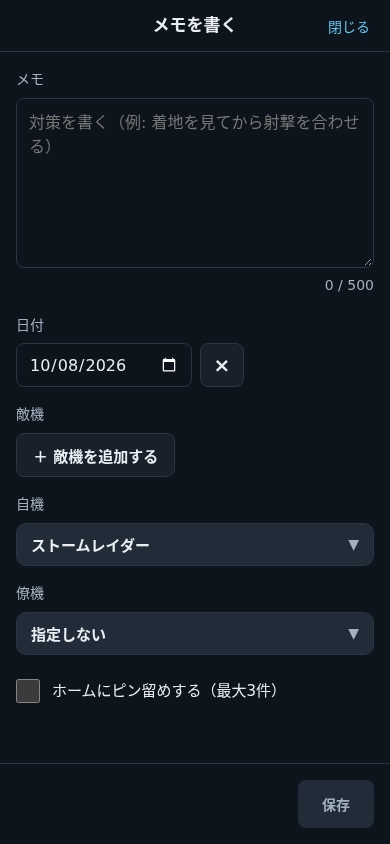 メモを書く
閉じる
メモ
対策を書く（例: 着地を見てから射撃を合わせ
る）
0 / 500
日付
10/08/2026
×
敵機
＋ 敵機を追加する
自機
ストームレイダー
▼
僚機
指定しない
▼
ホームにピン留めする（最大3件）
保存